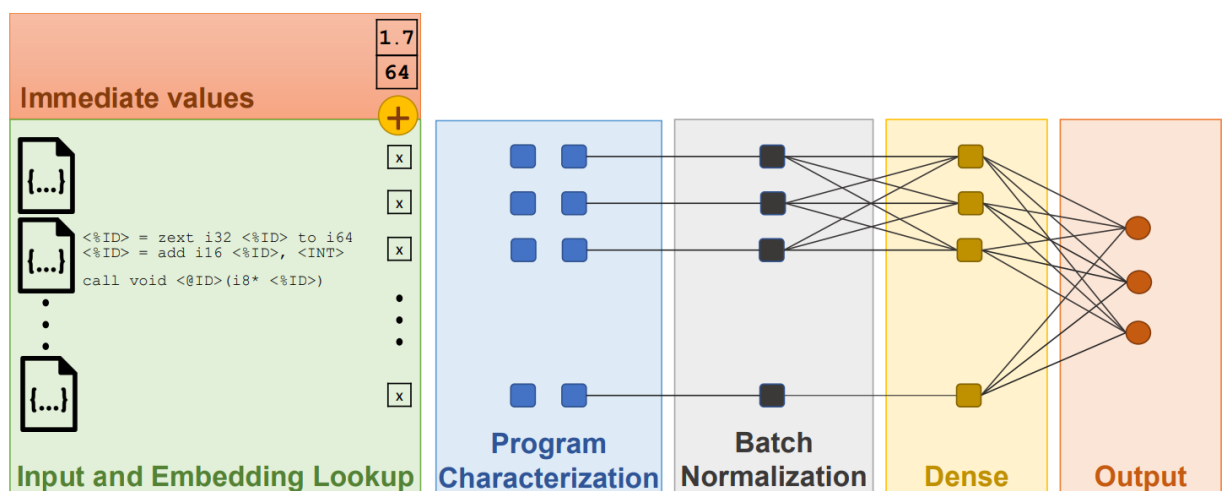 1.7
64
Immediate values
+
{...}
x
x
{...}
<%ID> = zext i32 <%ID> to i64
<%ID> = add i16 <%ID>, <INT>
x
call void <@ID>(i8* <%ID>)
{...}
x
Input and Embedding Lookup
Program
Characterization
Batch
Normalization
Dense
Output